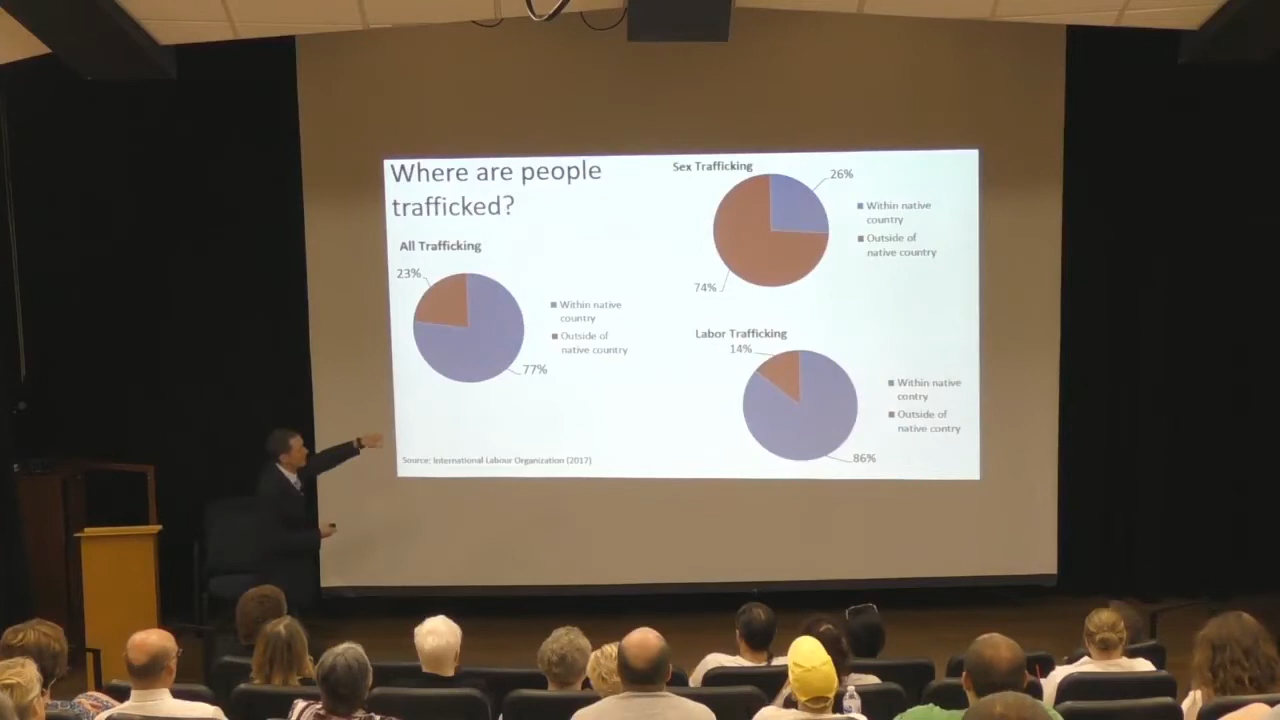 Where are people
trafficked?
All Trafficking
23%
77%
Within native
country
Outside of
native country
Source: International Labour Organization (2017)
Sex Trafficking
26%
74%
Within native
country
Outside of
native country
Labor Trafficking
14%
86%
Within native
contry
Outside of
native contry